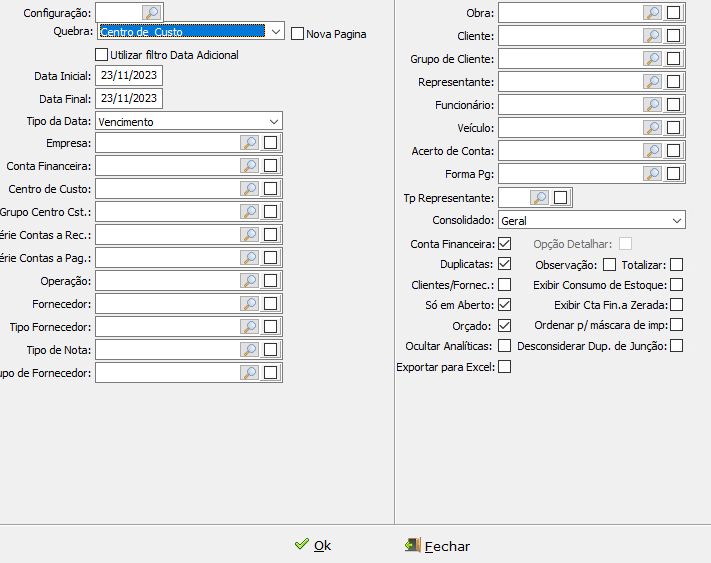 Configuração:
Quebra: Centro de Custo Nova Pagina
Utilizar filtro Data Adicional
Data Inicial: 23/11/2023
Data Final: 23/11/2023
Tipo da Data: Vencimento
Empresa:
Conta Financeira:
Centro de Custo:
Grupo Centro Cst.:
érie Contas a Rec.:
érie Contas a Pag.:
Operação:
Fornecedor:
Tipo Fornecedor:
Tipo de Nota:
upo de Fornecedor:
Obra:
Cliente:
Grupo de Cliente:
Representante:
Funcionário:
Veículo:
Acerto de Conta:
Forma Pg:
Tp Representante:
Consolidado: Geral
Conta Financeira: Opção Detalhar:
Duplicatas: Observação: Totalizar:
Clientes/Fornec.: Exibir Consumo de Estoque:
Só em Aberto: Exibir Cta Fin.a Zerada:
Orçado: Ordenar p/ máscara de imp:
Ocultar Analíticas: Desconsiderar Dup. de Junção:
Exportar para Excel:
Ok Fechar